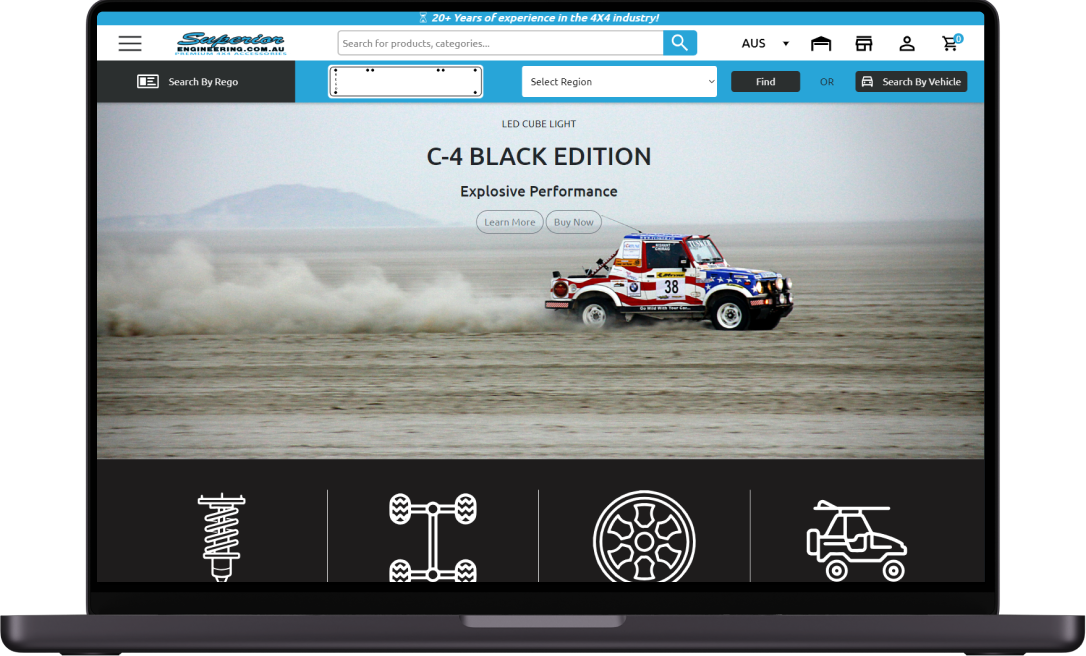 20+ Years of experience in the 4X4 industry!
Superior
ENGINEERING.COM.AU
PREMIUM 4X4 ACCESSORIES
Search for products, categories...
AUS
0
Search By Rego
Select Region
Find
OR
Search By Vehicle
LED CUBE LIGHT
C-4 BLACK EDITION
Explosive Performance
Learn More
Buy Now
38